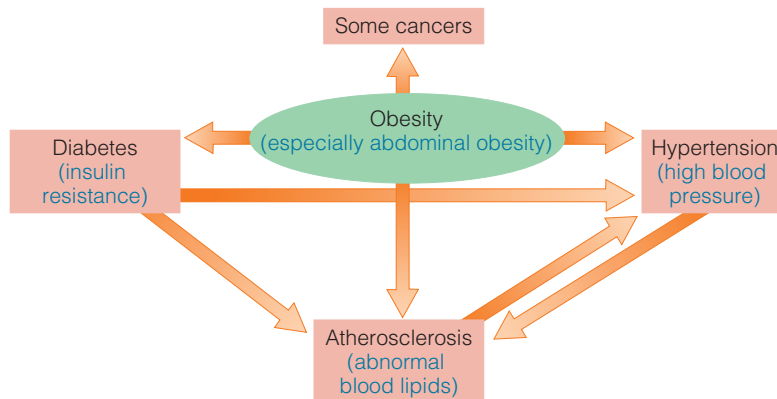 Some cancers
Obesity
(especially abdominal obesity)
Diabetes
(insulin
resistance)
Hypertension
(high blood
pressure)
Atherosclerosis
(abnormal
blood lipids)